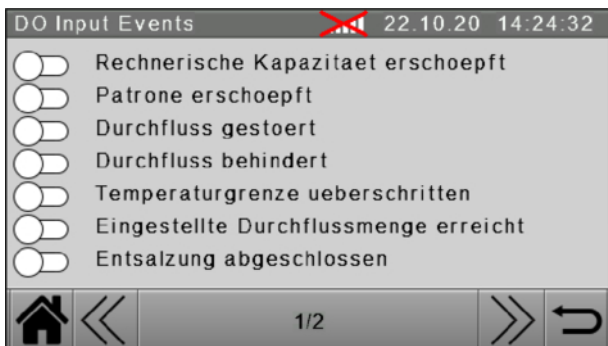 DO Input Events 22.10.20 14:24:32
Rechnerische Kapazitaet erschoepft
Patrone erschoepft
Durchfluss gestoert
Durchfluss behindert
Temperaturgrenze ueberschritten
Eingestellte Durchflussmenge erreicht
Entsalzung abgeschlossen
1/2